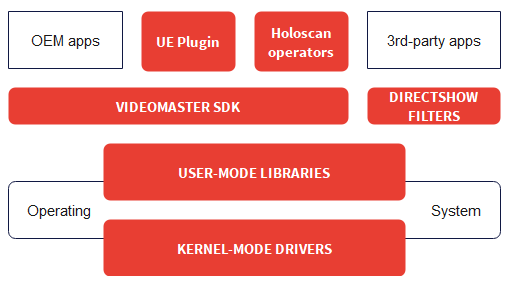 OEM apps
UE Plugin
Holoscan
operators
3rd-party apps
VIDEOMASTER SDK
DIRECTSHOW
FILTERS
USER-MODE LIBRARIES
Operating
System
KERNEL-MODE DRIVERS